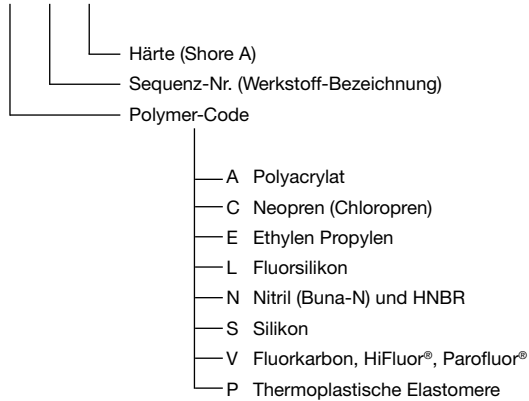 Härte (Shore A)
Sequenz-Nr. (Werkstoff-Bezeichnung)
Polymer-Code
A Polyacrylat
C Neopren (Chloropren)
E Ethylen Propylen
L Fluorsilikon
N Nitril (Buna-N) und HNBR
S Silikon
V Fluorkarbon, HiFluor®, Parofluor®
P Thermoplastische Elastomere